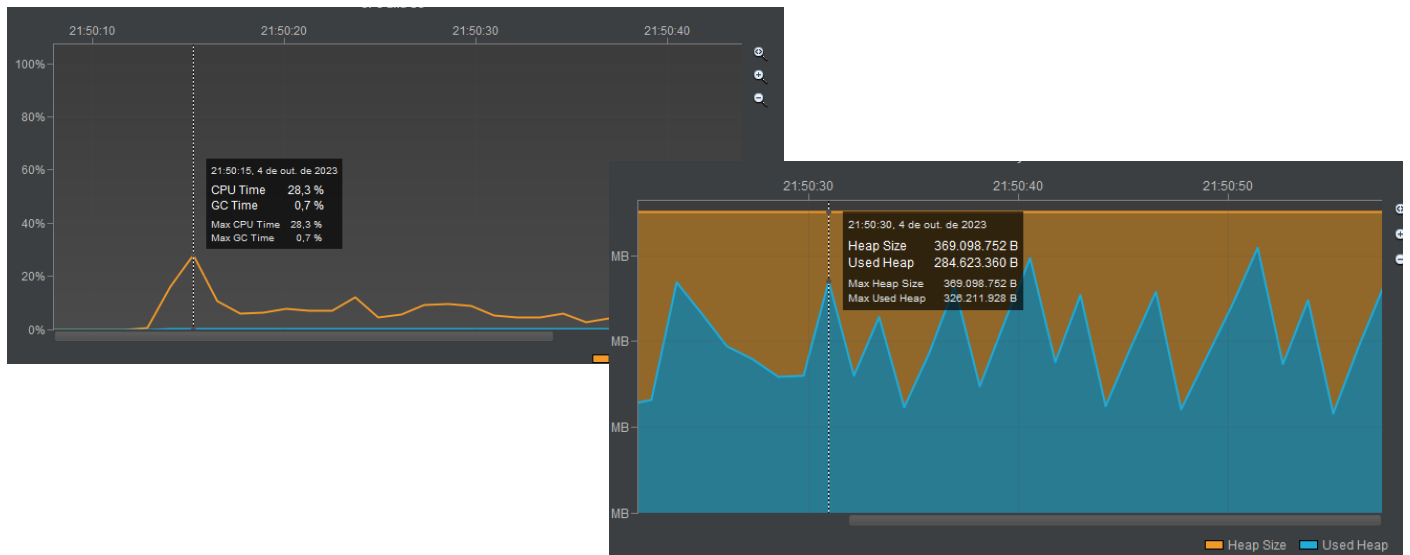 21:50:10 21:50:20 21:50:30 21:50:40
100%
80%
60%
40%
20%
0%
21:50:15, 4 de out. de 2023
CPU Time 28,3 %
GC Time 0,7 %
Max CPU Time 28,3 %
Max GC Time 0,7 %
21:50:30 21:50:40 21:50:50
MB
MB
MB
MB
21:50:30, 4 de out. de 2023
Heap Size 369.098.752 B
Used Heap 284.623.360 B
Max Heap Size 369.098.752 B
Max Used Heap 326.211.928 B
Heap Size Used Heap